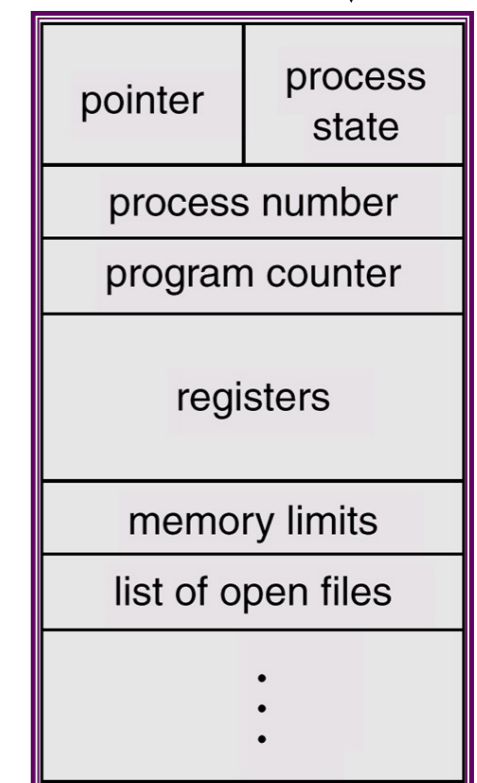 pointer
process
state
process number
program counter
registers
memory limits
list of open files